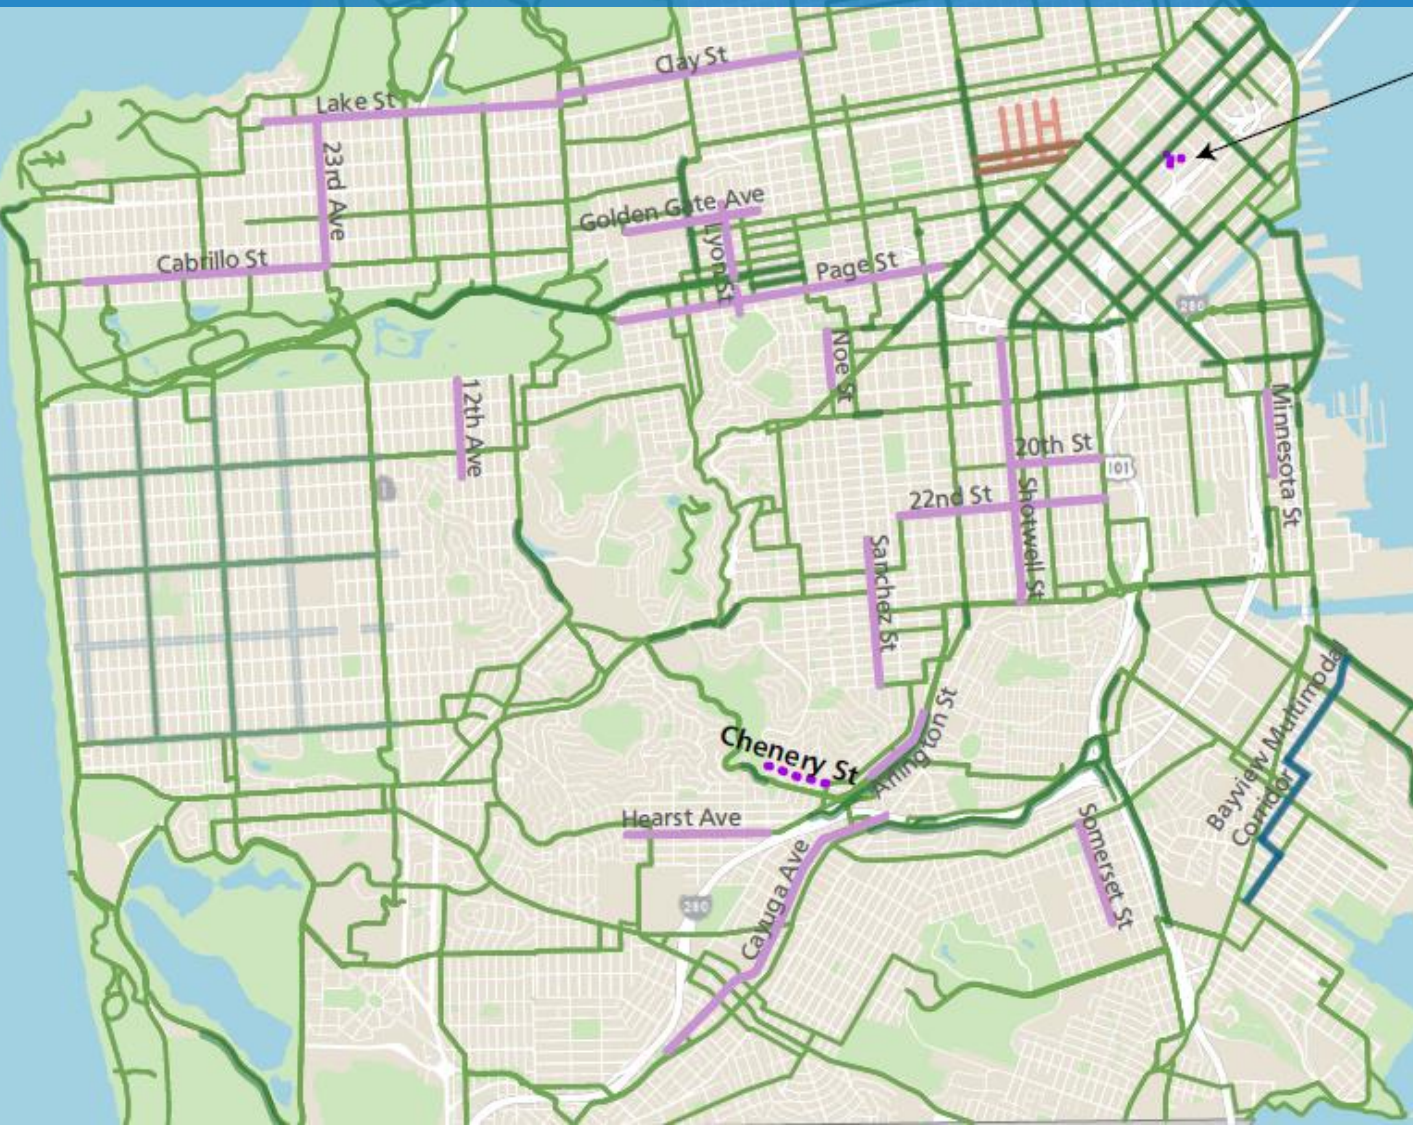 Clay St
Lake St
23rd Ave
Golden Gate Ave
Lyon St
Cabrillo St
Page St
280
Noe St
12th Ave
Minnesota St
20th St
101
22nd St
Shotwell St
1
Sanchez St
Bayview Multimodal
Corridor
Arlington St
Chenery St
Hearst Ave
Somerset St
Cayuga Ave
280